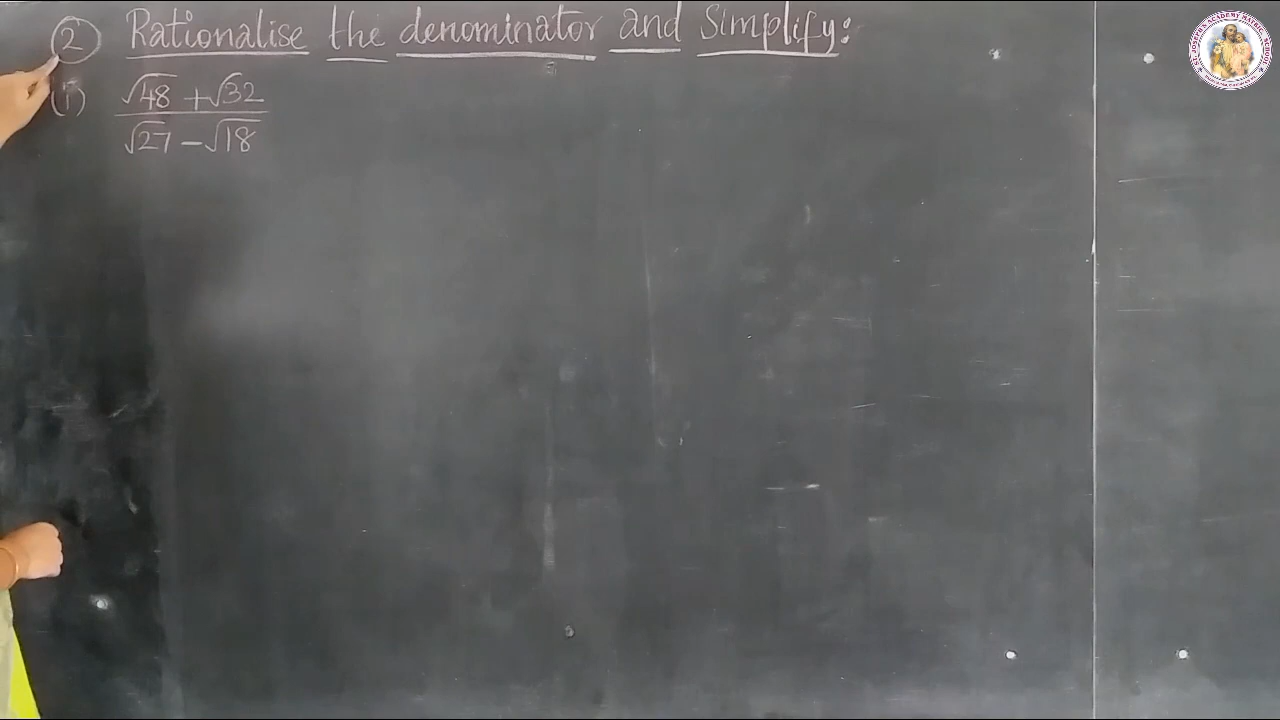 2 Rationalise the denominator and Simplify:
(i) √48 + √32
√27 – √18